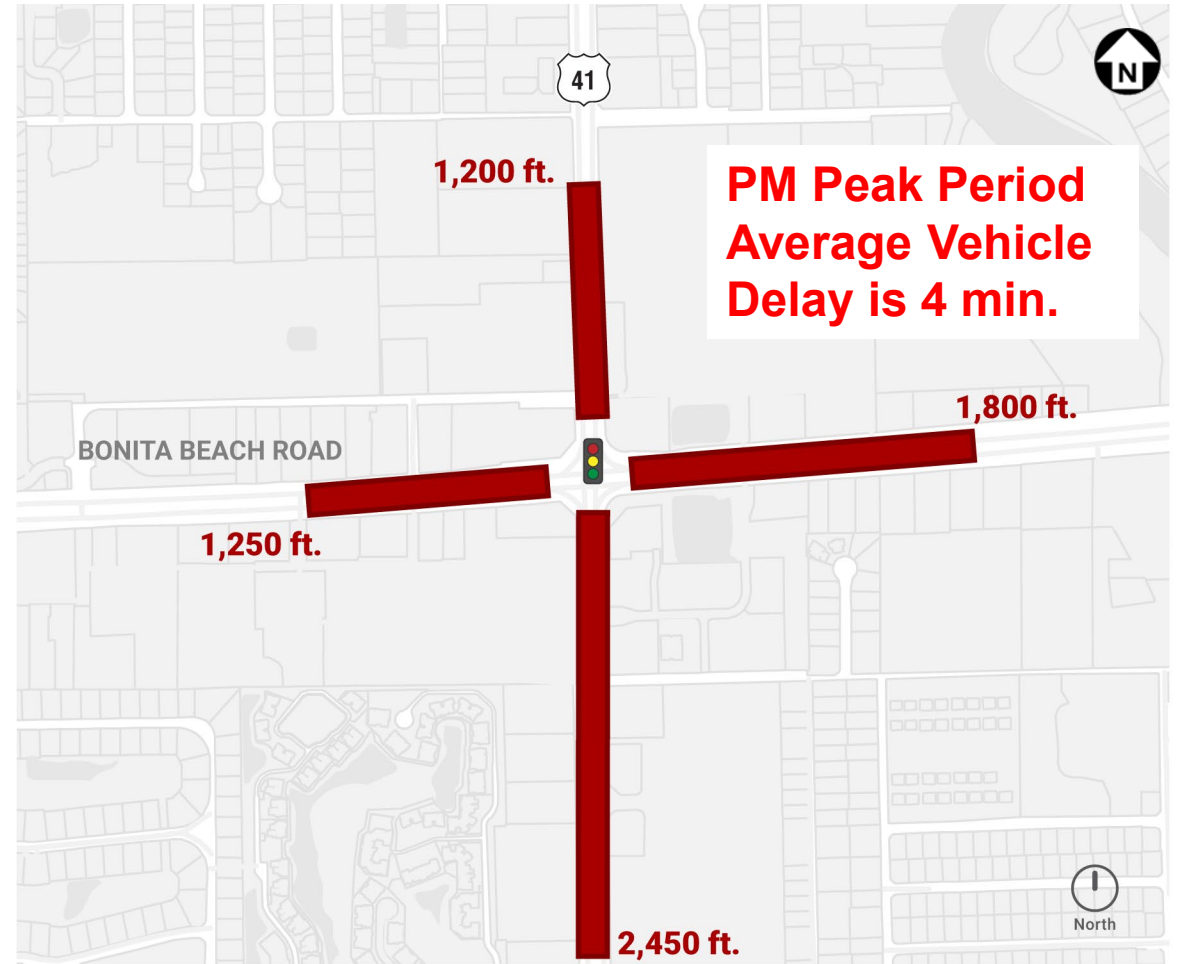 41
N
1,200 ft.
PM Peak Period
Average Vehicle
Delay is 4 min.
1,800 ft.
BONITA BEACH ROAD
1,250 ft.
North
2,450 ft.